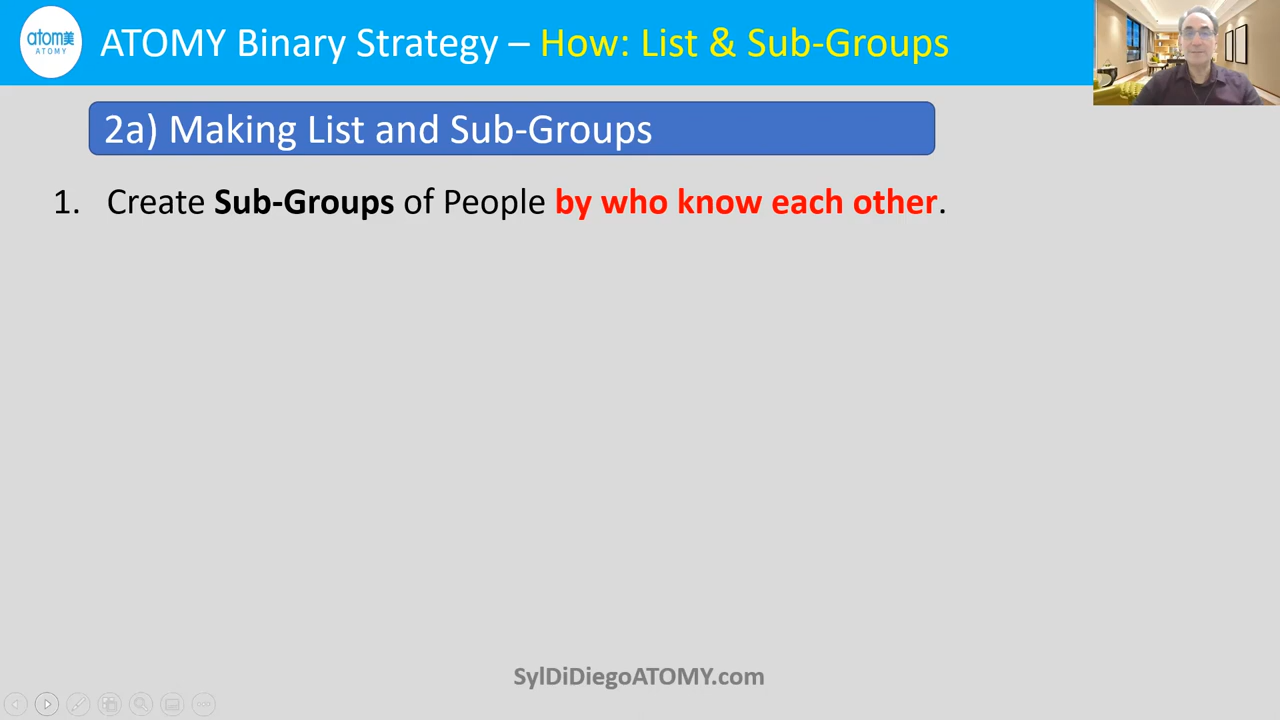 atom美
ATOMY
ATOMY Binary Strategy – How: List & Sub-Groups
2a) Making List and Sub-Groups
1. Create Sub-Groups of People by who know each other.
SylDiDiegoATOMY.com